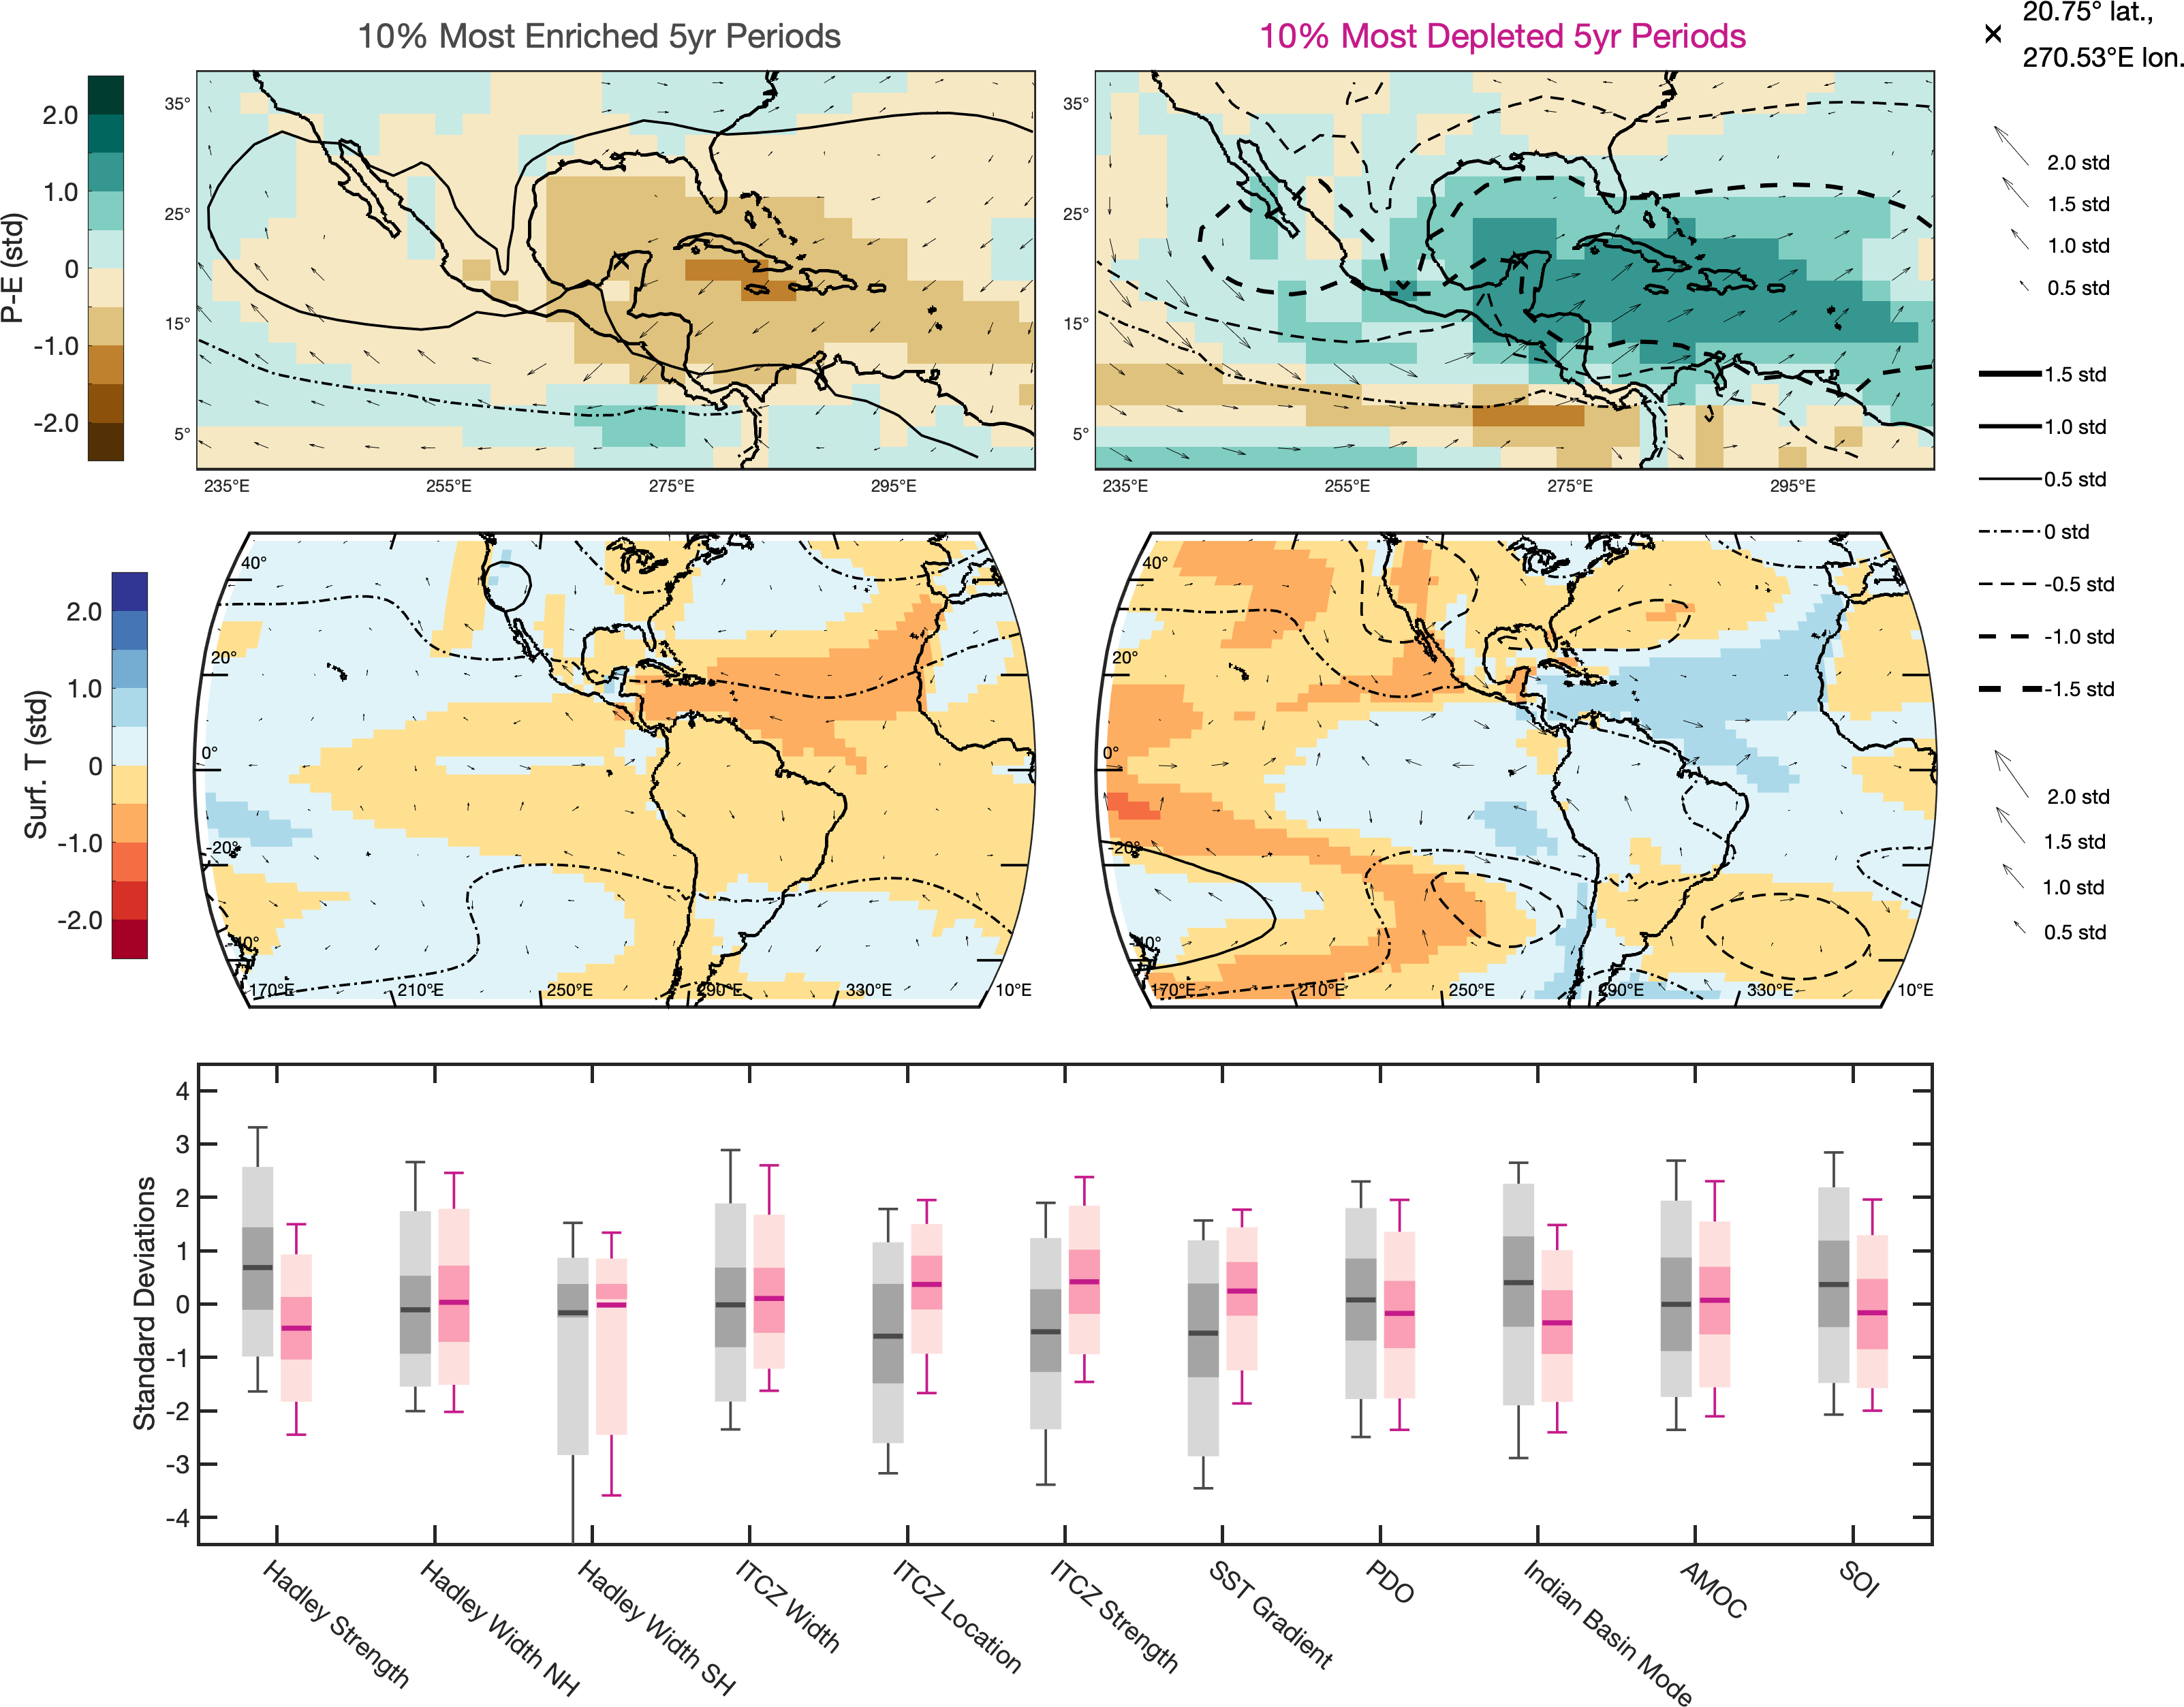 10% Most Enriched 5yr Periods
10% Most Depleted 5yr Periods
20.75° lat.,
270.53°E lon.
P-E (std)
2.0
1.0
0
-1.0
-2.0
35°
25°
15°
5°
235°E 255°E 275°E 295°E
35°
25°
15°
5°
235°E 255°E 275°E 295°E
2.0 std
1.5 std
1.0 std
0.5 std
1.5 std
1.0 std
0.5 std
0 std
-0.5 std
-1.0 std
-1.5 std
Surf. T (std)
2.0
1.0
0
-1.0
-2.0
40°
20°
0°
-20°
-40°
170°E 210°E 250°E 290°E 330°E 10°E
40°
20°
0°
-20°
-40°
170°E 210°E 250°E 290°E 330°E 10°E
2.0 std
1.5 std
1.0 std
0.5 std
Standard Deviations
4
3
2
1
0
-1
-2
-3
-4
Hadley Strength
Hadley Width NH
Hadley Width SH
ITCZ Width
ITCZ Location
ITCZ Strength
SST Gradient
PDO
Indian Basin Mode
AMOC
SOI